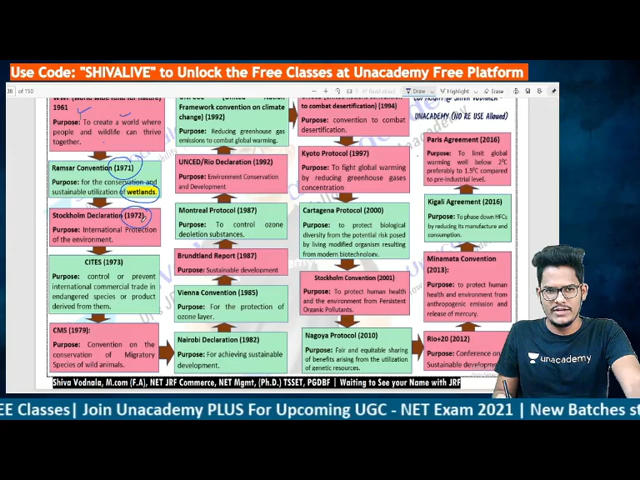 Use Code: "SHIVALIVE" to Unlock the Free Classes at Unacademy Free Platform
1961
Purpose: To create a world where
people and wildlife can thrive
together.
Ramsar Convention (1971)
Purpose: for the conservation and
sustainable utilization of wetlands.
Stockholm Declaration (1972)
Purpose: International Protection
of the environment.
CITES (1973)
Purpose: control or prevent
international commercial trade in
endangered species or product
derived from them.
CMS (1979):
Purpose: Convention on the
conservation of Migratory
Species of wild animals.
Framework convention on climate
change) (1992)
Purpose: Reducing greenhouse gas
emissions to combat global warming.
UNCED/Rio Declaration (1992)
Purpose: Environment Conservation
and Development.
Montreal Protocol (1987)
Purpose: To control ozone
depletion substances.
Brundtland Report (1987)
Purpose: Sustainable development
Vienna Convention (1985)
Purpose: For the protection of
ozone layer.
Nairobi Declaration (1982)
Purpose: For achieving sustainable
development.
to combat desertification (1994)
Purpose: convention to combat
desertification.
Kyoto Protocol (1997)
Purpose: To fight global warming
by reducing greenhouse gases
concentration
Cartagena Protocol (2000)
Purpose: to protect biological
diversity from the potential risk posed
by living modified organism resulting
from modern biotechnology.
Stockholm Convention (2001)
Purpose: To protect human health
and the environment from Persistent
Organic Pollutants.
Nagoya Protocol (2010)
Purpose: Fair and equitable sharing
of benefits arising from the utilization
of genetic resources.
UNACADEMY (NO RE USE Allowed)
Paris Agreement (2016)
Purpose: To limit global
warming well below 2⁰C
preferably to 1.5⁰C compared
to pre-industrial level.
Kigali Agreement (2016)
Purpose: To phase down HFCs
by reducing its manufacture and
consumption.
Minamata Convention
(2013):
Purpose: to protect human
health and environment from
anthropogenic emission and
release of mercury.
Rio+20 (2012)
Purpose: Conference on
Sustainable development
unacademy
Shiva Vodnala, M.com (F.A), NET JRF Commerce, NET Mgmt, (Ph.D.) TSSET, PGDBF | Waiting to See your Name with JRF
EE Classes| Join Unacademy PLUS For Upcoming UGC - NET Exam 2021 | New Batches st